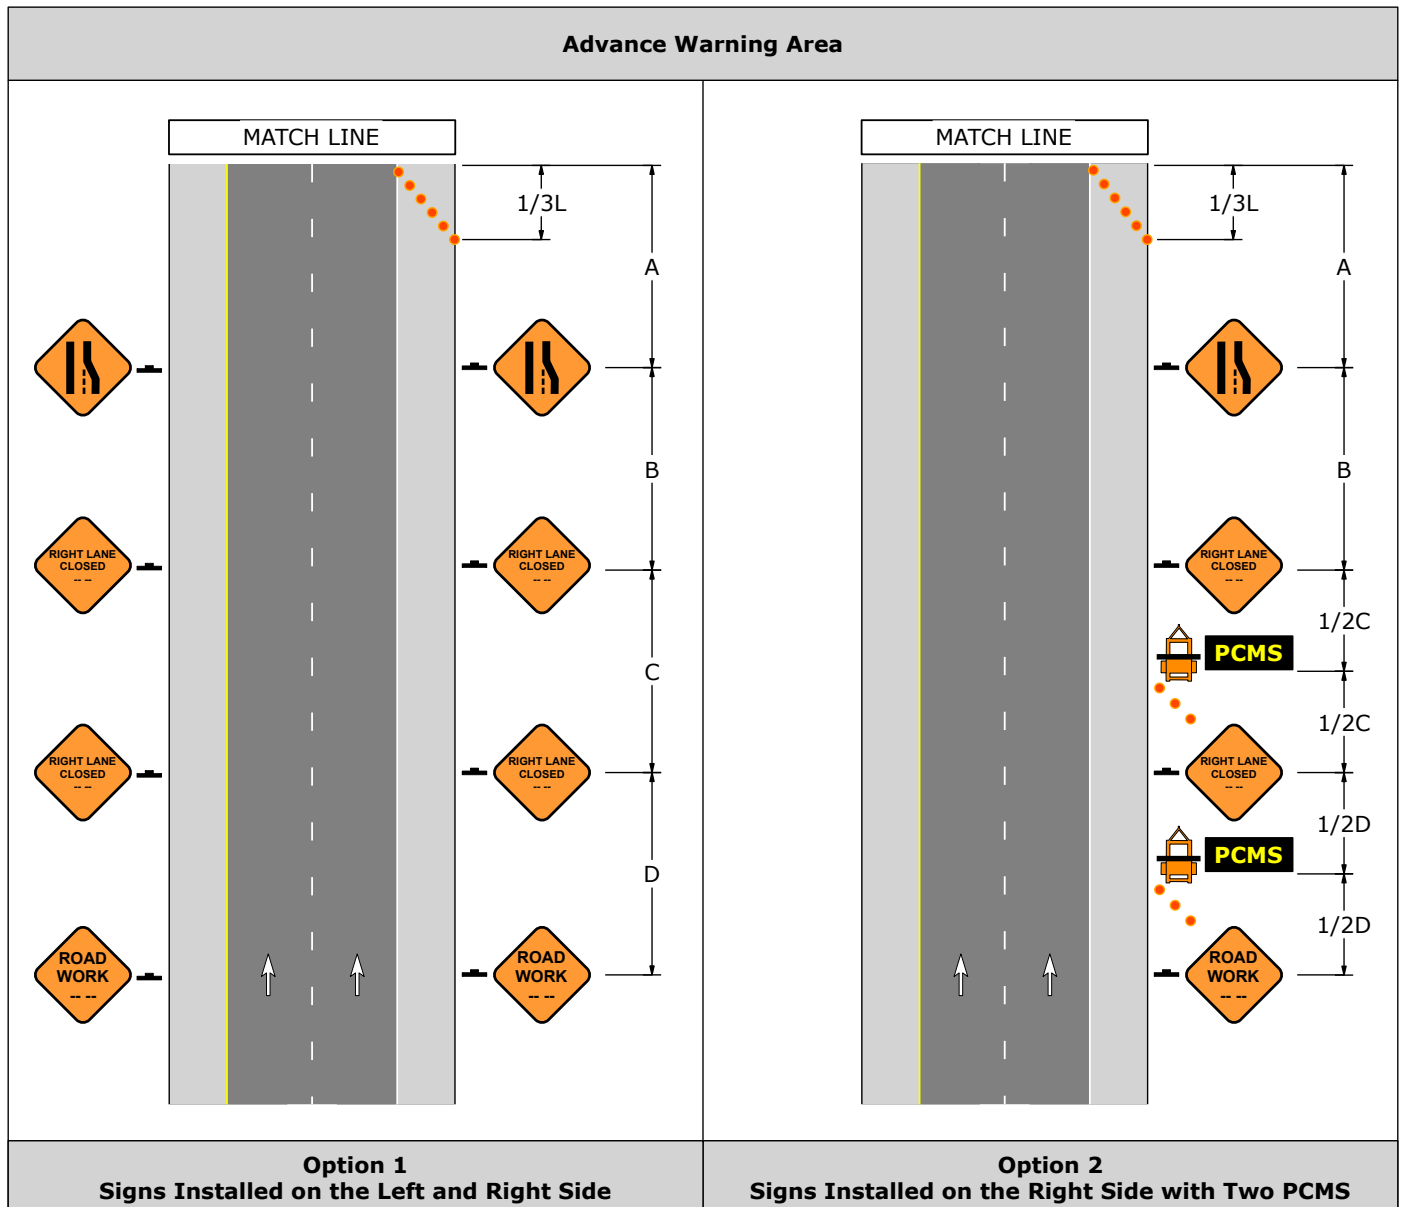 Advance Warning Area
MATCH LINE
1/3L
A
B
RIGHT LANE
CLOSED
-- --
RIGHT LANE
CLOSED
-- --
C
RIGHT LANE
CLOSED
-- --
RIGHT LANE
CLOSED
-- --
D
ROAD
WORK
-- --
ROAD
WORK
-- --
Option 1
Signs Installed on the Left and Right Side
MATCH LINE
1/3L
A
B
RIGHT LANE
CLOSED
-- --
1/2C
PCMS
1/2C
RIGHT LANE
CLOSED
-- --
1/2D
PCMS
1/2D
ROAD
WORK
-- --
Option 2
Signs Installed on the Right Side with Two PCMS